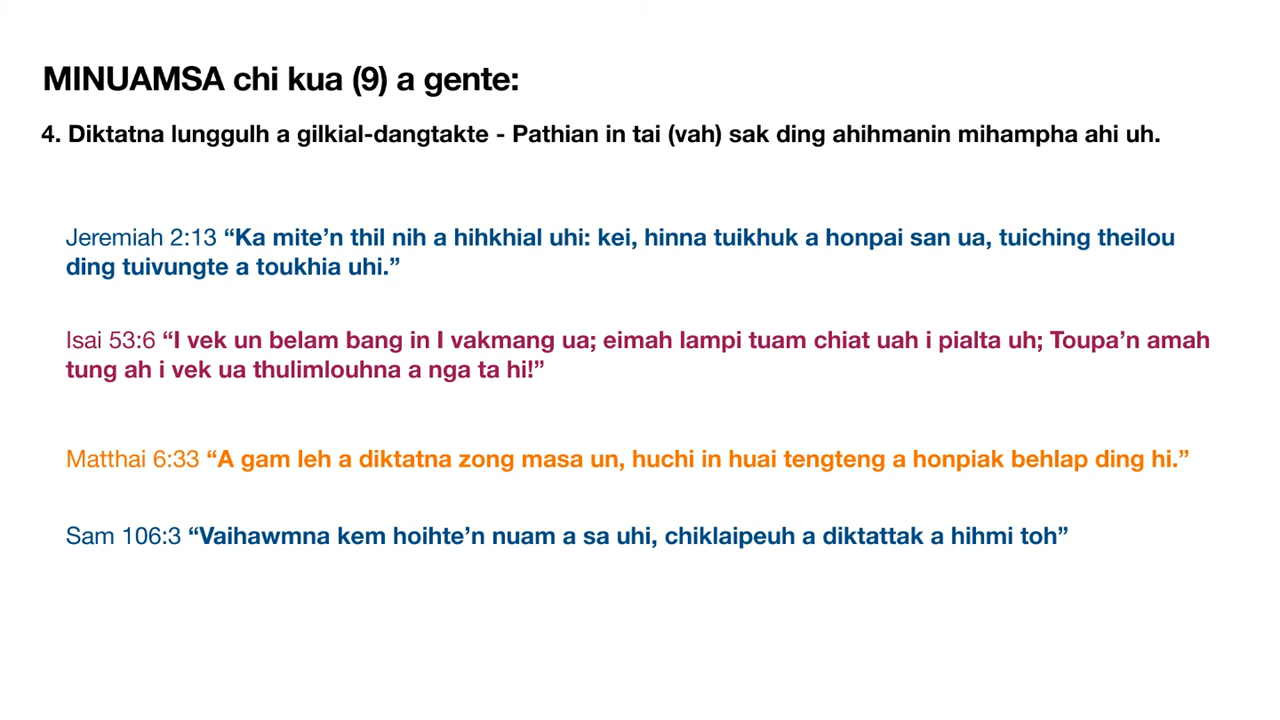 MINUAMSA chi kua (9) a gente:
4. Diktatna lunggulh a gilkial-dangtakte - Pathian in tai (vah) sak ding ahihmanin mihampha ahi uh.
Jeremiah 2:13 “Ka mite’n thil nih a hihkhial uhi: kei, hinna tuikhuk a honpai san ua, tuiching theilou
ding tuivungte a toukhia uhi.”
Isai 53:6 “I vek un belam bang in I vakmang ua; eimah lampi tuam chiat uah i pialta uh; Toupa’n amah
tung ah i vek ua thulimlouhna a nga ta hi!”
Matthai 6:33 “A gam leh a diktatna zong masa un, huchi in huai tengteng a honpiak behlap ding hi.”
Sam 106:3 “Vaihawmna kem hoihte’n nuam a sa uhi, chiklaipeuh a diktattak a hihmi toh”